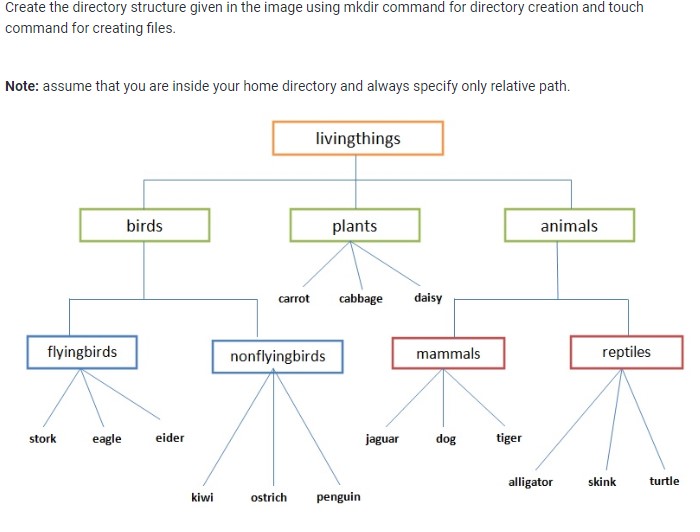 Create the directory structure given in the image using mkdir command for directory creation and touch
command for creating files.
Note: assume that you are inside your home directory and always specify only relative path.
livingthings
birds
plants
animals
carrot
cabbage
daisy
flyingbirds
nonflyingbirds
mammals
reptiles
stork
eagle
eider
jaguar
dog
tiger
alligator
skink
turtle
kiwi
ostrich
penguin